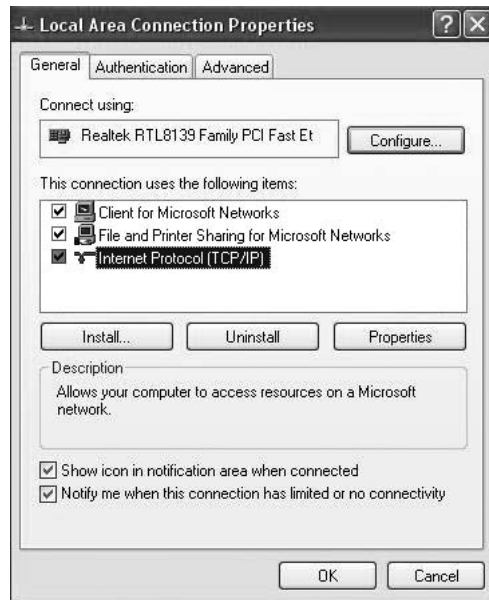 Local Area Connection Properties
General Authentication Advanced
Connect using:
Realtek RTL8139 Family PCI Fast Et
Configure...
This connection uses the following items:
Client for Microsoft Networks
File and Printer Sharing for Microsoft Networks
Internet Protocol (TCP/IP)
Install... Uninstall Properties
Description
Allows your computer to access resources on a Microsoft
network.
Show icon in notification area when connected
Notify me when this connection has limited or no connectivity
OK Cancel